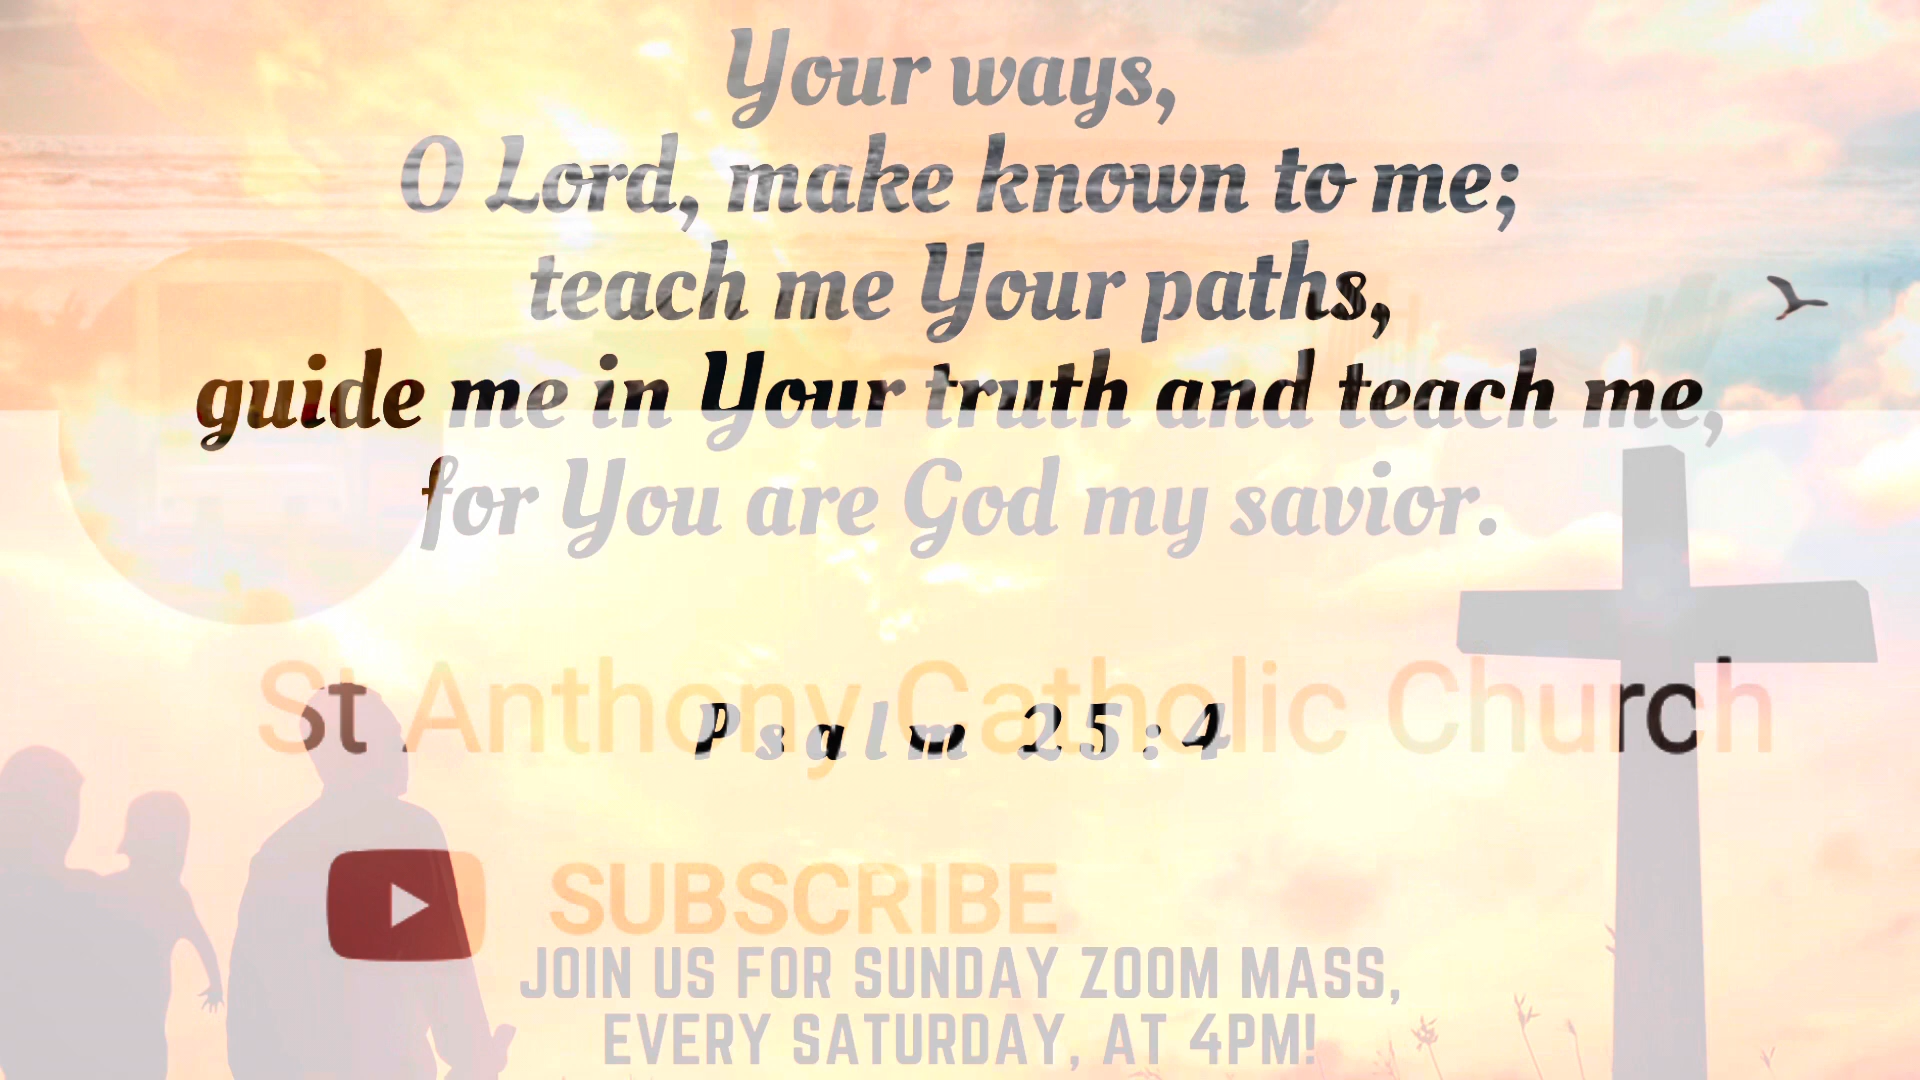 Your ways,
O Lord, make known to me;
teach me Your paths,
guide me in Your truth and teach me,
for You are God my savior.
St Anthony Catholic Church
Psalm 25:4
SUBSCRIBE
JOIN US FOR SUNDAY ZOOM MASS,
EVERY SATURDAY, AT 4PM!